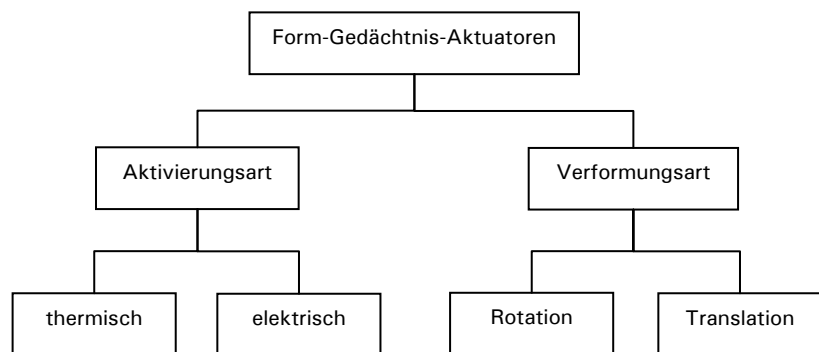 Form-Gedächtnis-Aktuatoren
Aktivierungsart
Verformungsart
thermisch
elektrisch
Rotation
Translation